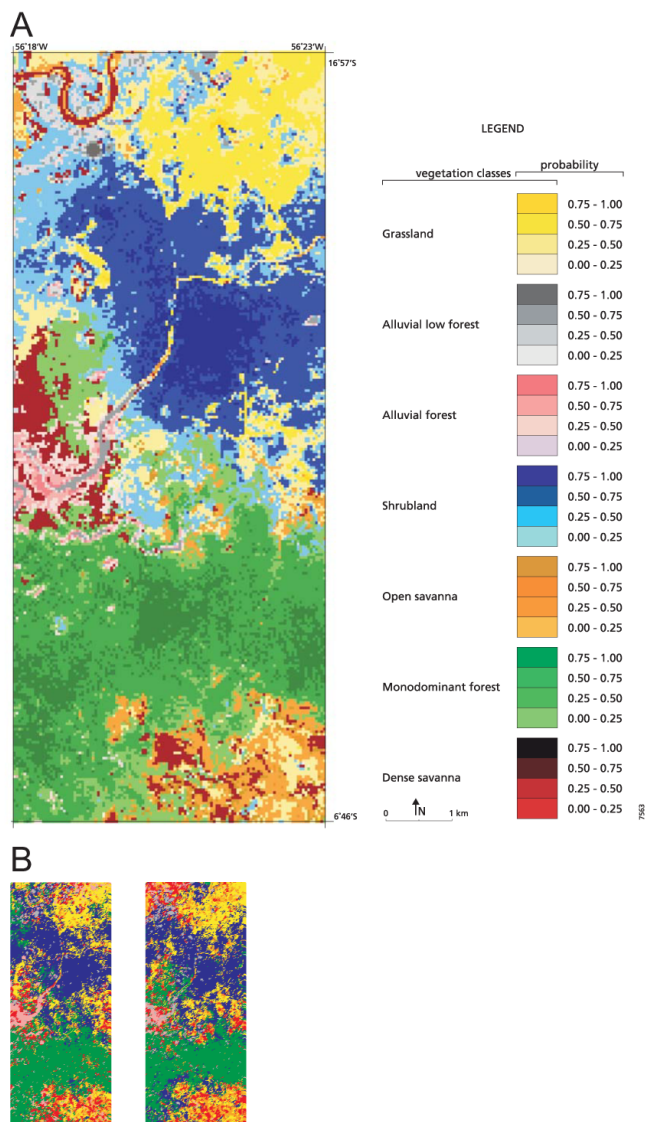 A
56°18'W 56°23'W
16°57'S
LEGEND
vegetation classes probability
Grassland
0.75 - 1.00
0.50 - 0.75
0.25 - 0.50
0.00 - 0.25
Alluvial low forest
0.75 - 1.00
0.50 - 0.75
0.25 - 0.50
0.00 - 0.25
Alluvial forest
0.75 - 1.00
0.50 - 0.75
0.25 - 0.50
0.00 - 0.25
Shrubland
0.75 - 1.00
0.50 - 0.75
0.25 - 0.50
0.00 - 0.25
Open savanna
0.75 - 1.00
0.50 - 0.75
0.25 - 0.50
0.00 - 0.25
Monodominant forest
0.75 - 1.00
0.50 - 0.75
0.25 - 0.50
0.00 - 0.25
Dense savanna
0.75 - 1.00
0.50 - 0.75
0.25 - 0.50
0.00 - 0.25
N
0 1 km
6°46'S
7563
B